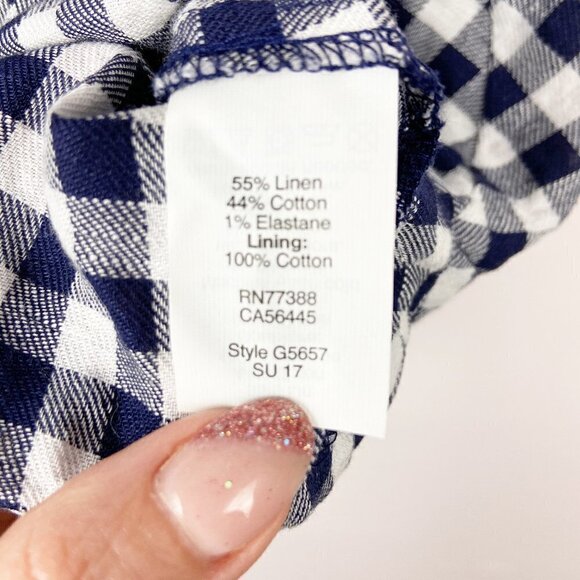 55% Linen
44% Cotton
1% Elastane
Lining:
100% Cotton
RN77388
CA56445
Style G5657
SU 17